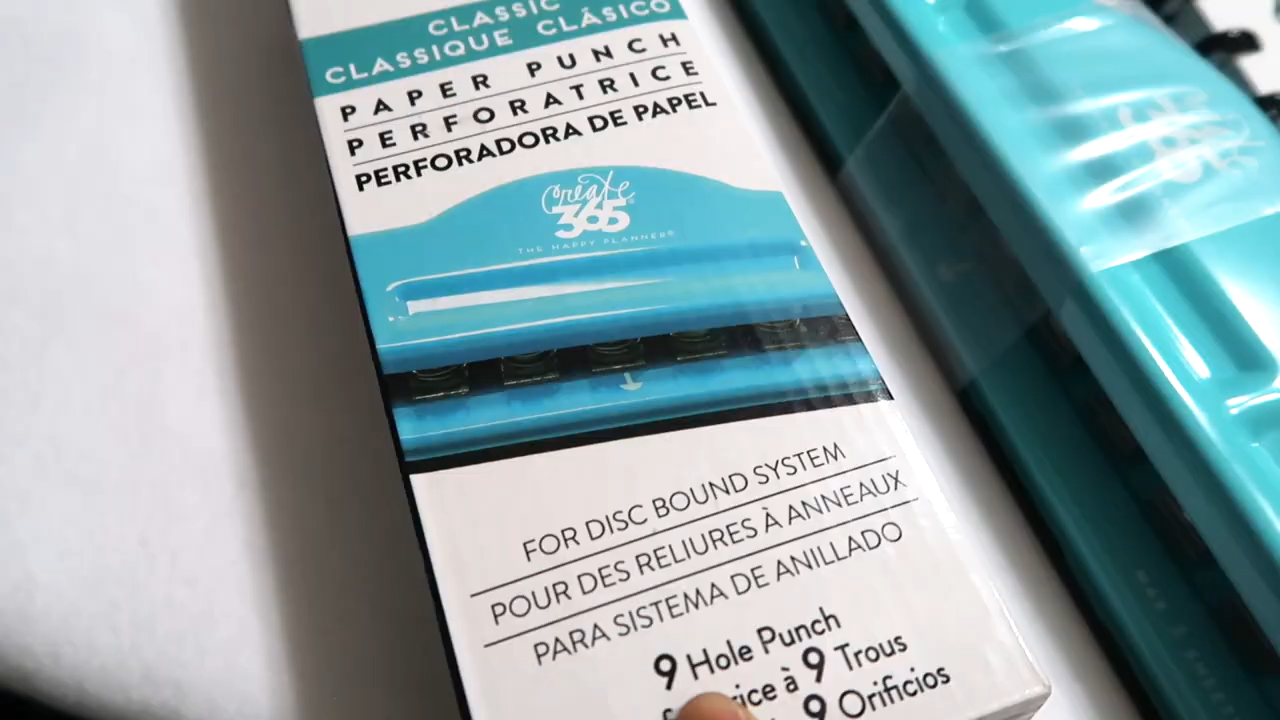 CLASSIC
CLASSIQUE CLÁSICO
PAPER PUNCH
PERFORATRICE
PERFORADORA DE PAPEL
Create
365
THE HAPPY PLANNER®
FOR DISC BOUND SYSTEM
POUR DES RELIURES À ANNEAUX
PARA SISTEMA DE ANILLADO
9 Hole Punch
à 9 Trous
9 Orificios
365